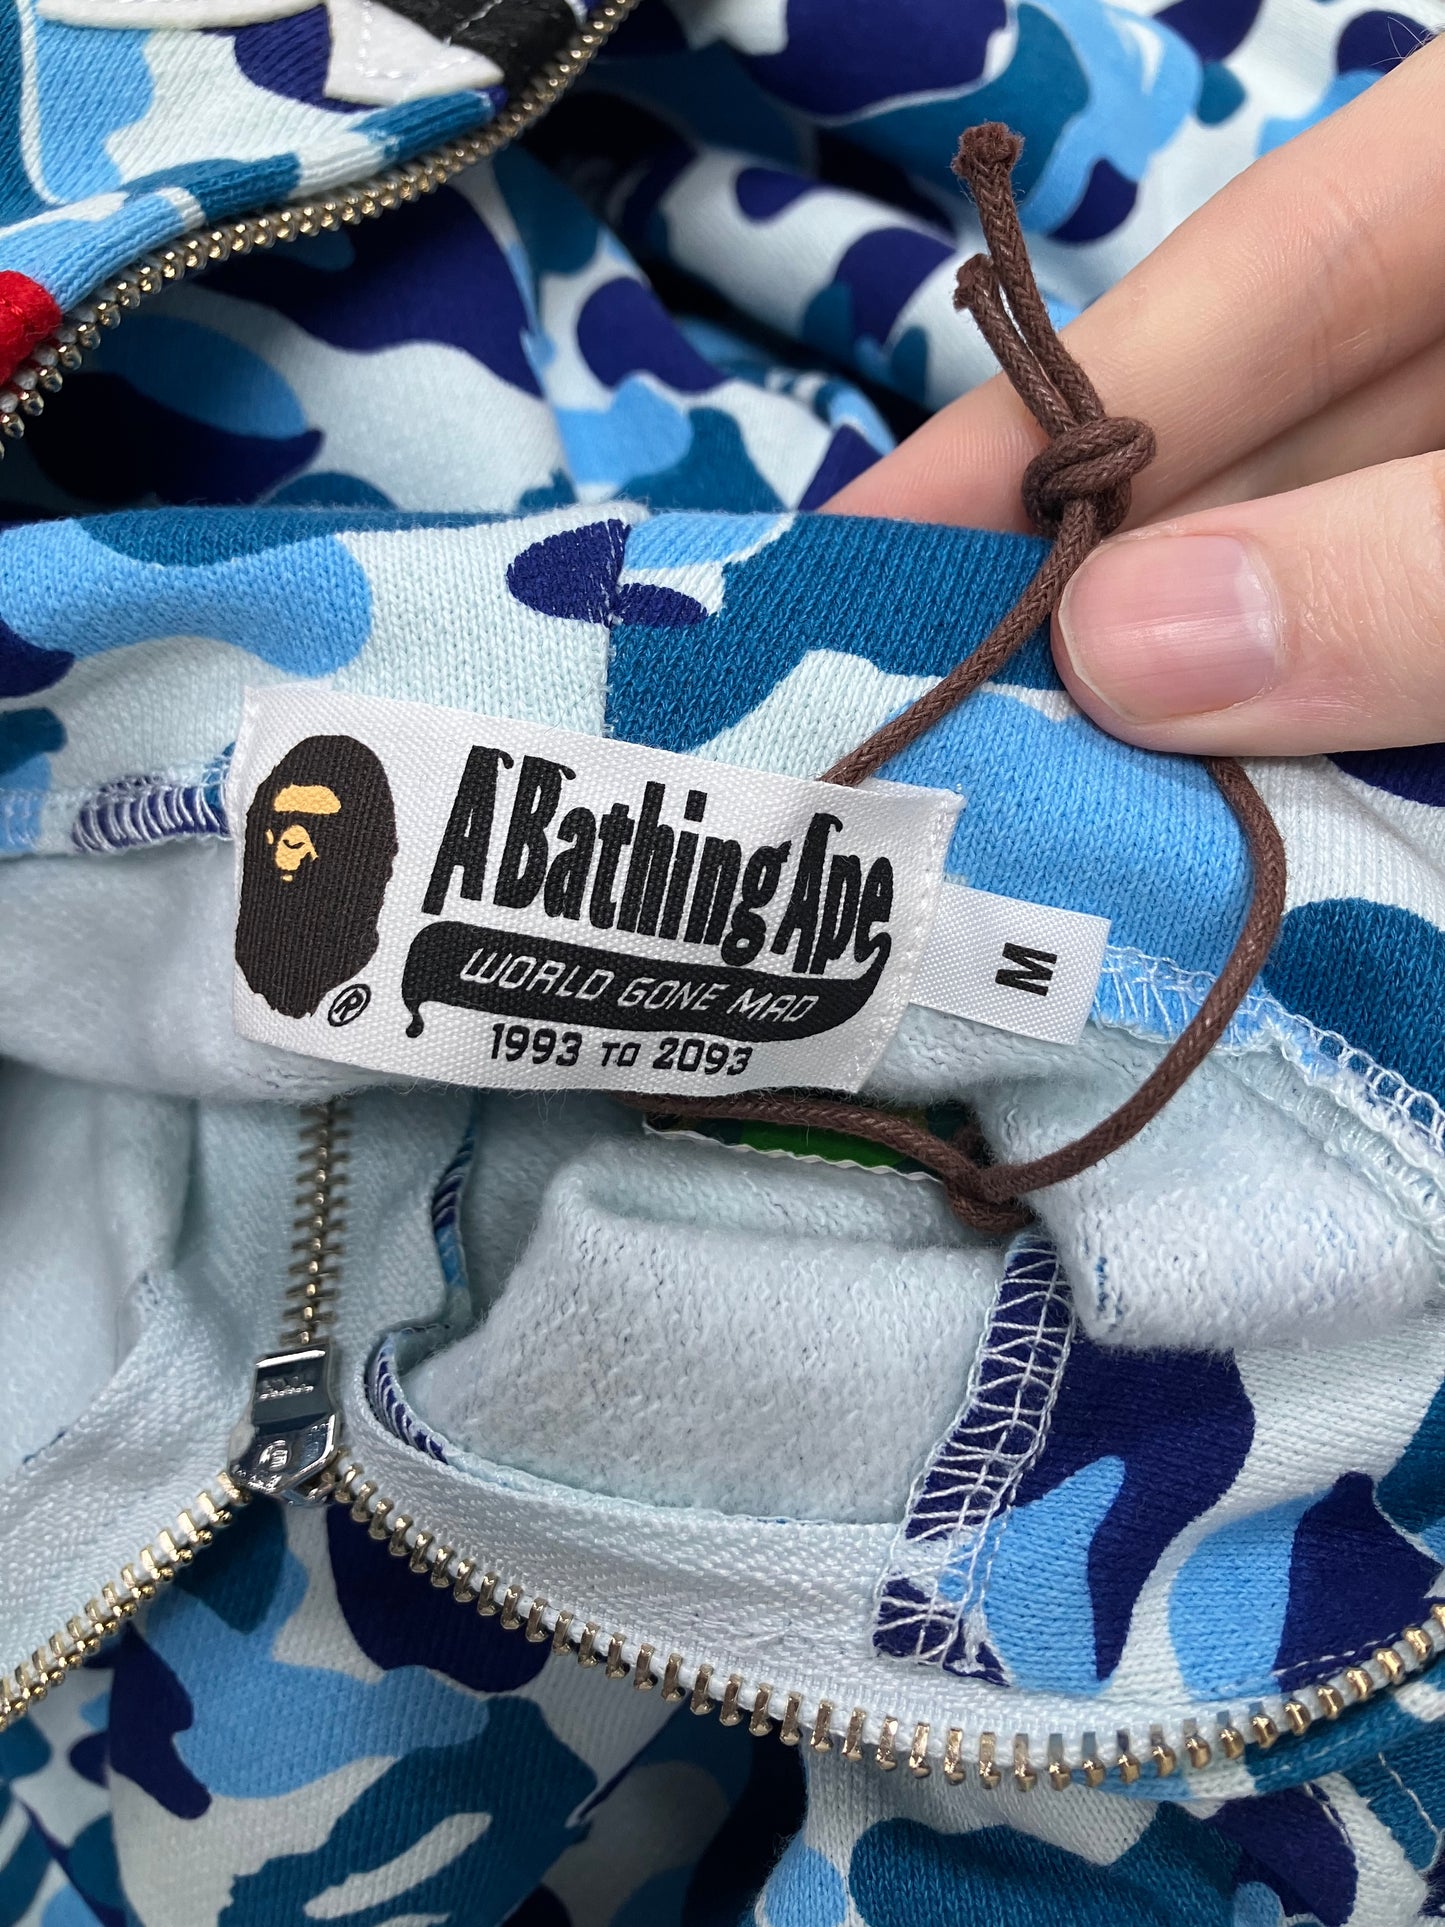 A Bathing Ape
WORLD GONE MAD
®
1993 TO 2093
M